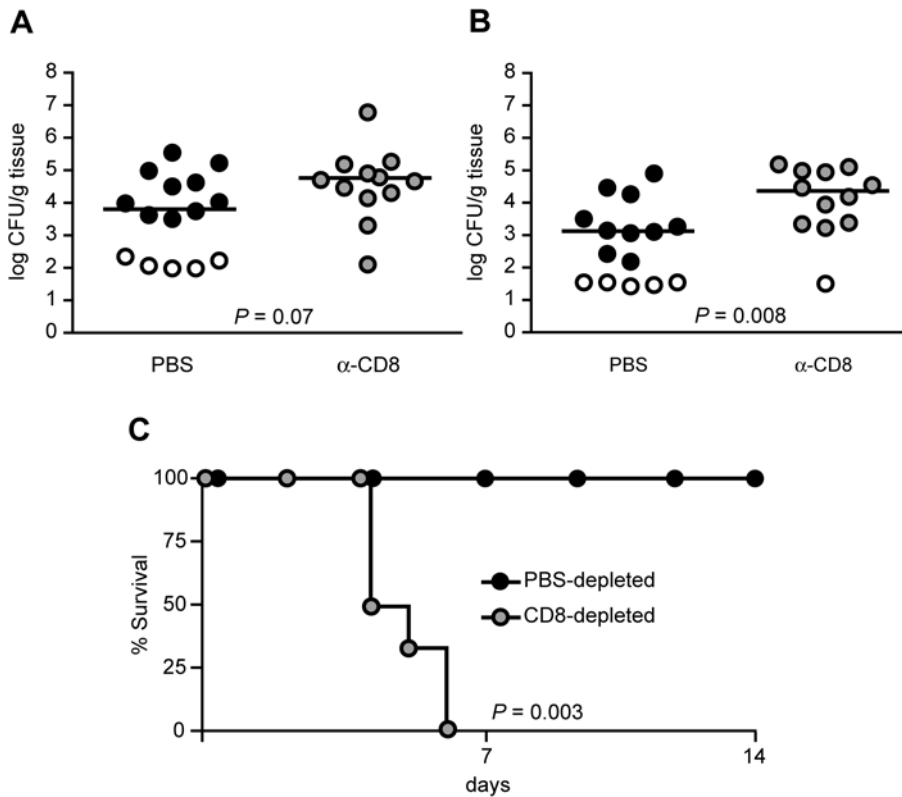 A
log CFU/g tissue
8
7
6
5
4
3
2
1
0
P = 0.07
PBS
α-CD8
B
log CFU/g tissue
8
7
6
5
4
3
2
1
0
P = 0.008
PBS
α-CD8
C
% Survival
100
75
50
25
0
PBS-depleted
CD8-depleted
P = 0.003
7
14
days